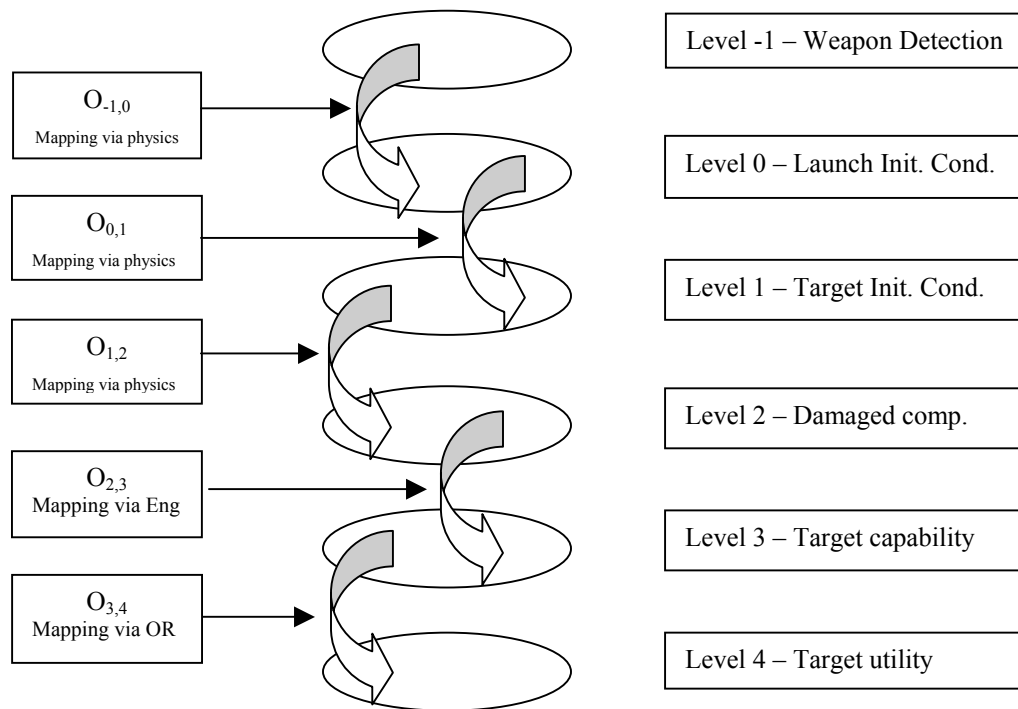 Level -1 – Weapon Detection
O-1,0
Mapping via physics
Level 0 – Launch Init. Cond.
O0,1
Mapping via physics
Level 1 – Target Init. Cond.
O1,2
Mapping via physics
Level 2 – Damaged comp.
O2,3
Mapping via Eng
Level 3 – Target capability
O3,4
Mapping via OR
Level 4 – Target utility